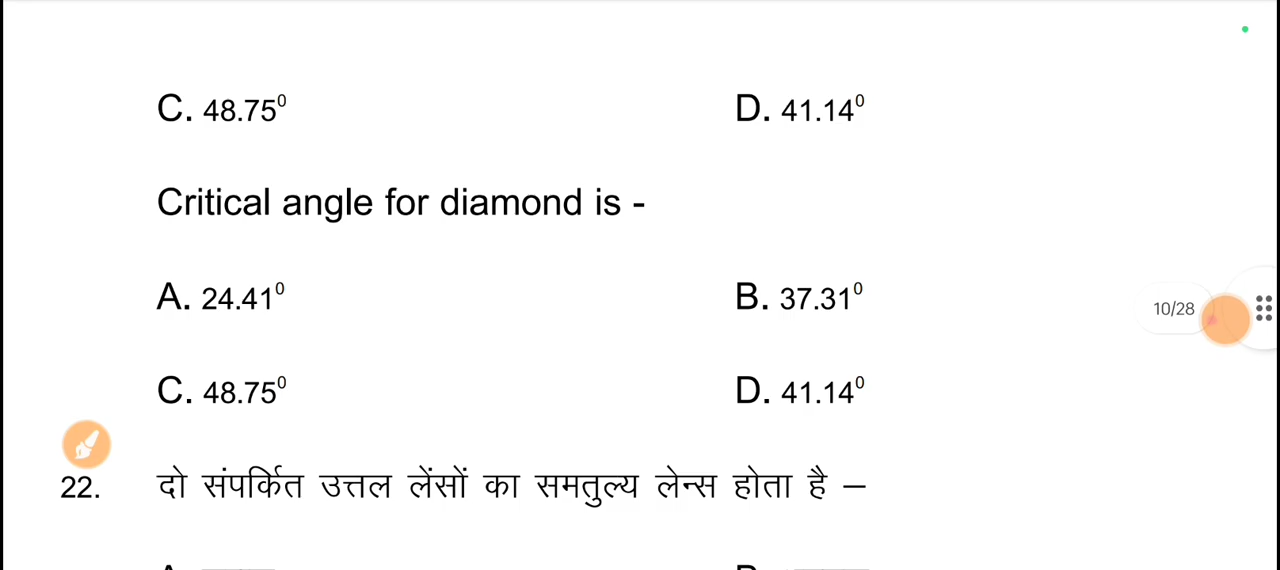 C. 48.75⁰ D. 41.14⁰
Critical angle for diamond is -
A. 24.41⁰ B. 37.31⁰
10/28
C. 48.75⁰ D. 41.14⁰
22. दो संपर्कित उत्तल लेंसों का समतुल्य लेन्स होता है –